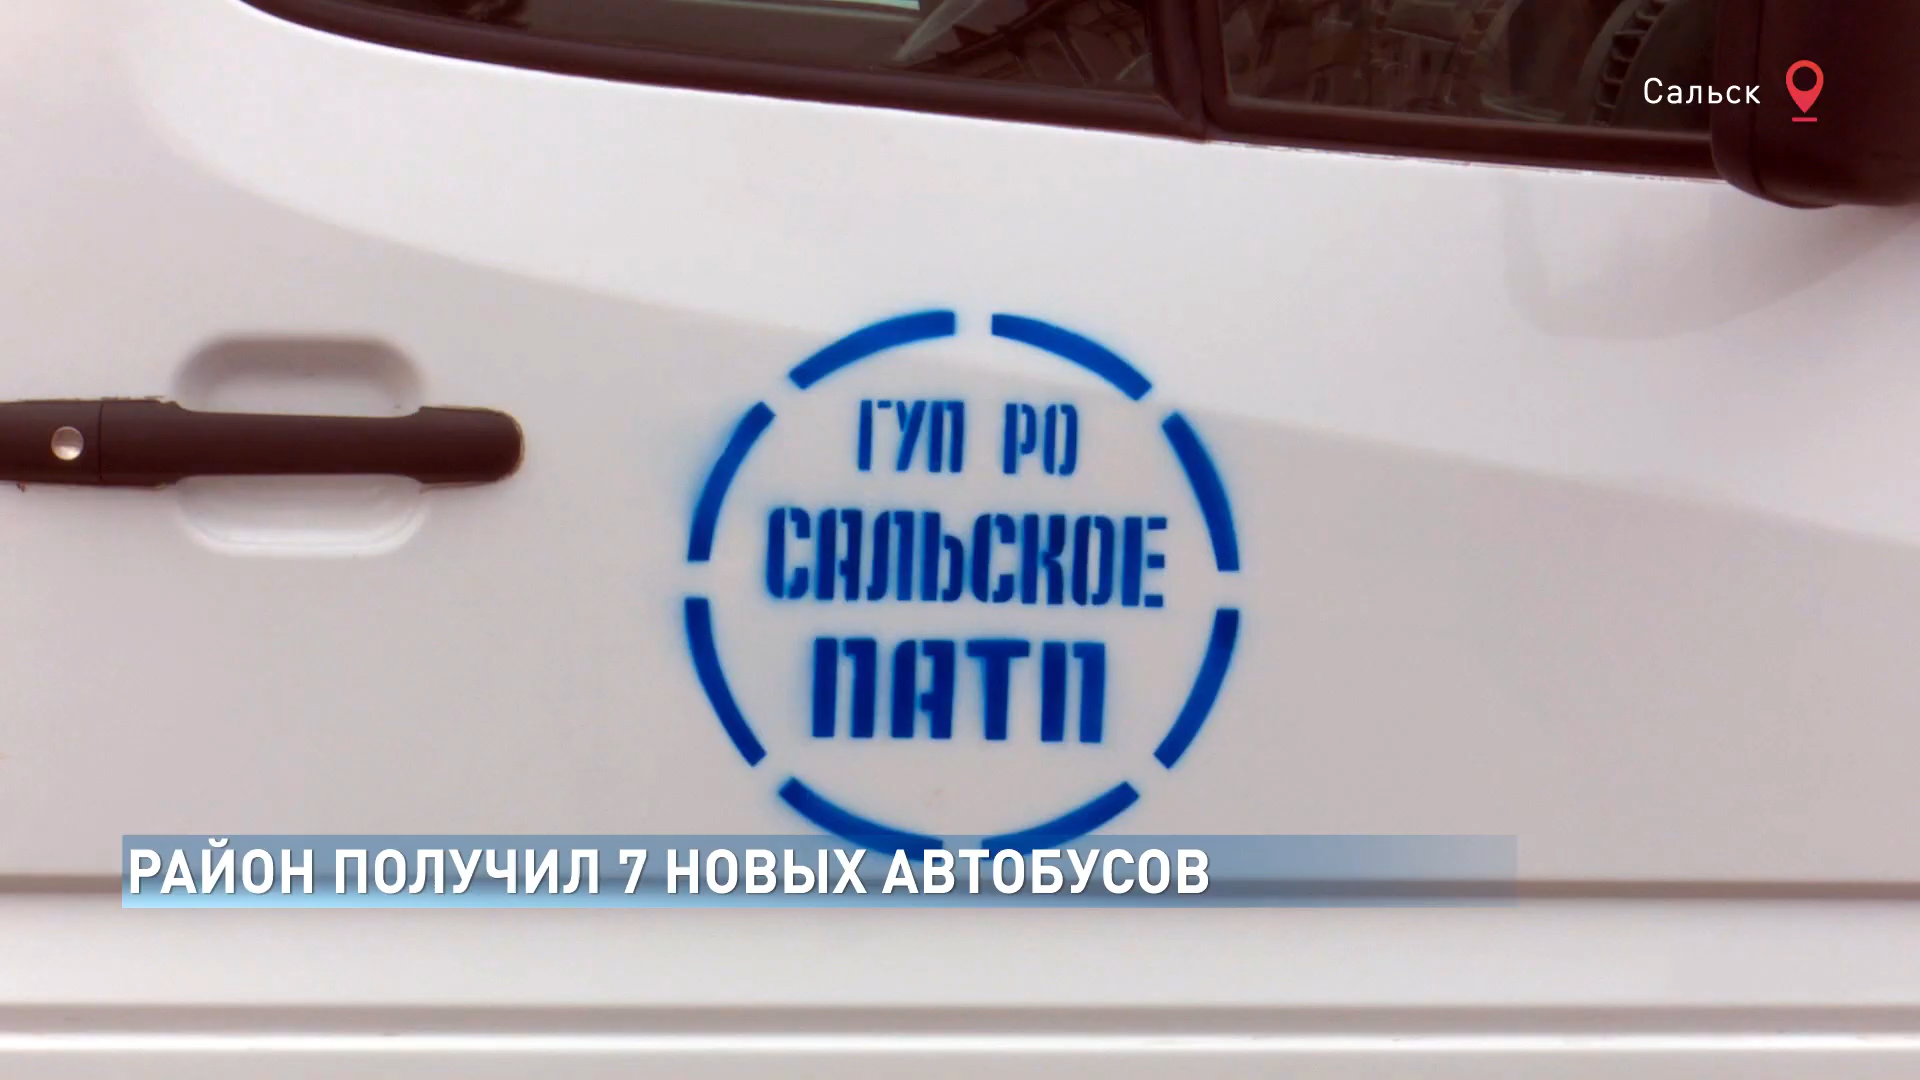 Сальск
ГУП РО
САЛЬСКОЕ
ПАТП
РАЙОН ПОЛУЧИЛ 7 НОВЫХ АВТОБУСОВ